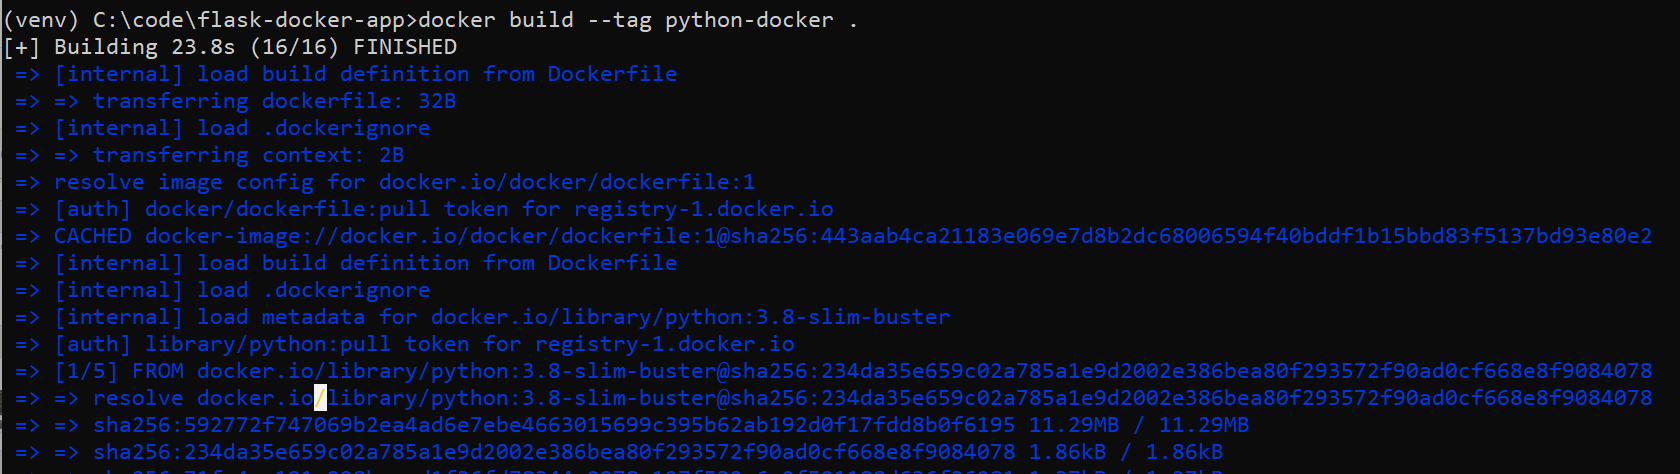 (venv) C:\code\flask-docker-app>docker build --tag python-docker .
[+] Building 23.8s (16/16) FINISHED
=> [internal] load build definition from Dockerfile
=> => transferring dockerfile: 32B
=> [internal] load .dockerignore
=> => transferring context: 2B
=> resolve image config for docker.io/docker/dockerfile:1
=> [auth] docker/dockerfile:pull token for registry-1.docker.io
=> CACHED docker-image://docker.io/docker/dockerfile:1@sha256:443aab4ca21183e069e7d8b2dc68006594f40bddf1b15bbd83f5137bd93e80e2
=> [internal] load build definition from Dockerfile
=> [internal] load .dockerignore
=> [internal] load metadata for docker.io/library/python:3.8-slim-buster
=> [auth] library/python:pull token for registry-1.docker.io
=> [1/5] FROM docker.io/library/python:3.8-slim-buster@sha256:234da35e659c02a785a1e9d2002e386bea80f293572f90ad0cf668e8f9084078
=> => resolve docker.io/library/python:3.8-slim-buster@sha256:234da35e659c02a785a1e9d2002e386bea80f293572f90ad0cf668e8f9084078
=> => sha256:592772f747069b2ea4ad6e7ebe4663015699c395b62ab192d0f17fdd8b0f6195 11.29MB / 11.29MB
=> => sha256:234da35e659c02a785a1e9d2002e386bea80f293572f90ad0cf668e8f9084078 1.86kB / 1.86kB